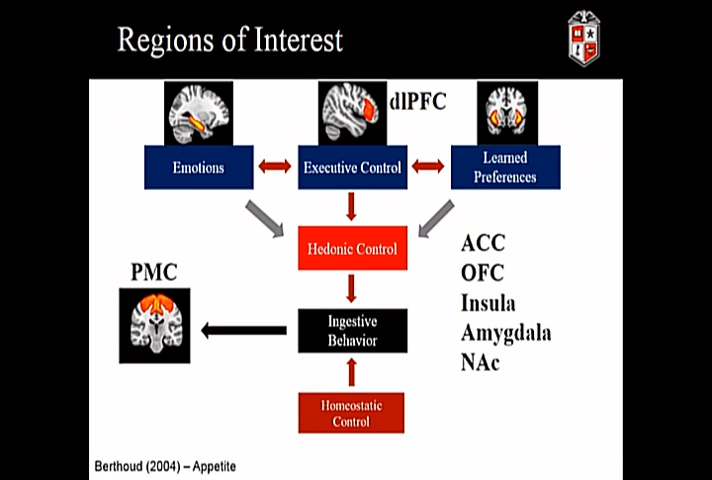 Regions of Interest
dlPFC
Emotions
Executive Control
Learned
Preferences
Hedonic Control
ACC
OFC
Insula
Amygdala
NAc
PMC
Ingestive
Behavior
Homeostatic
Control
Berthoud (2004) – Appetite